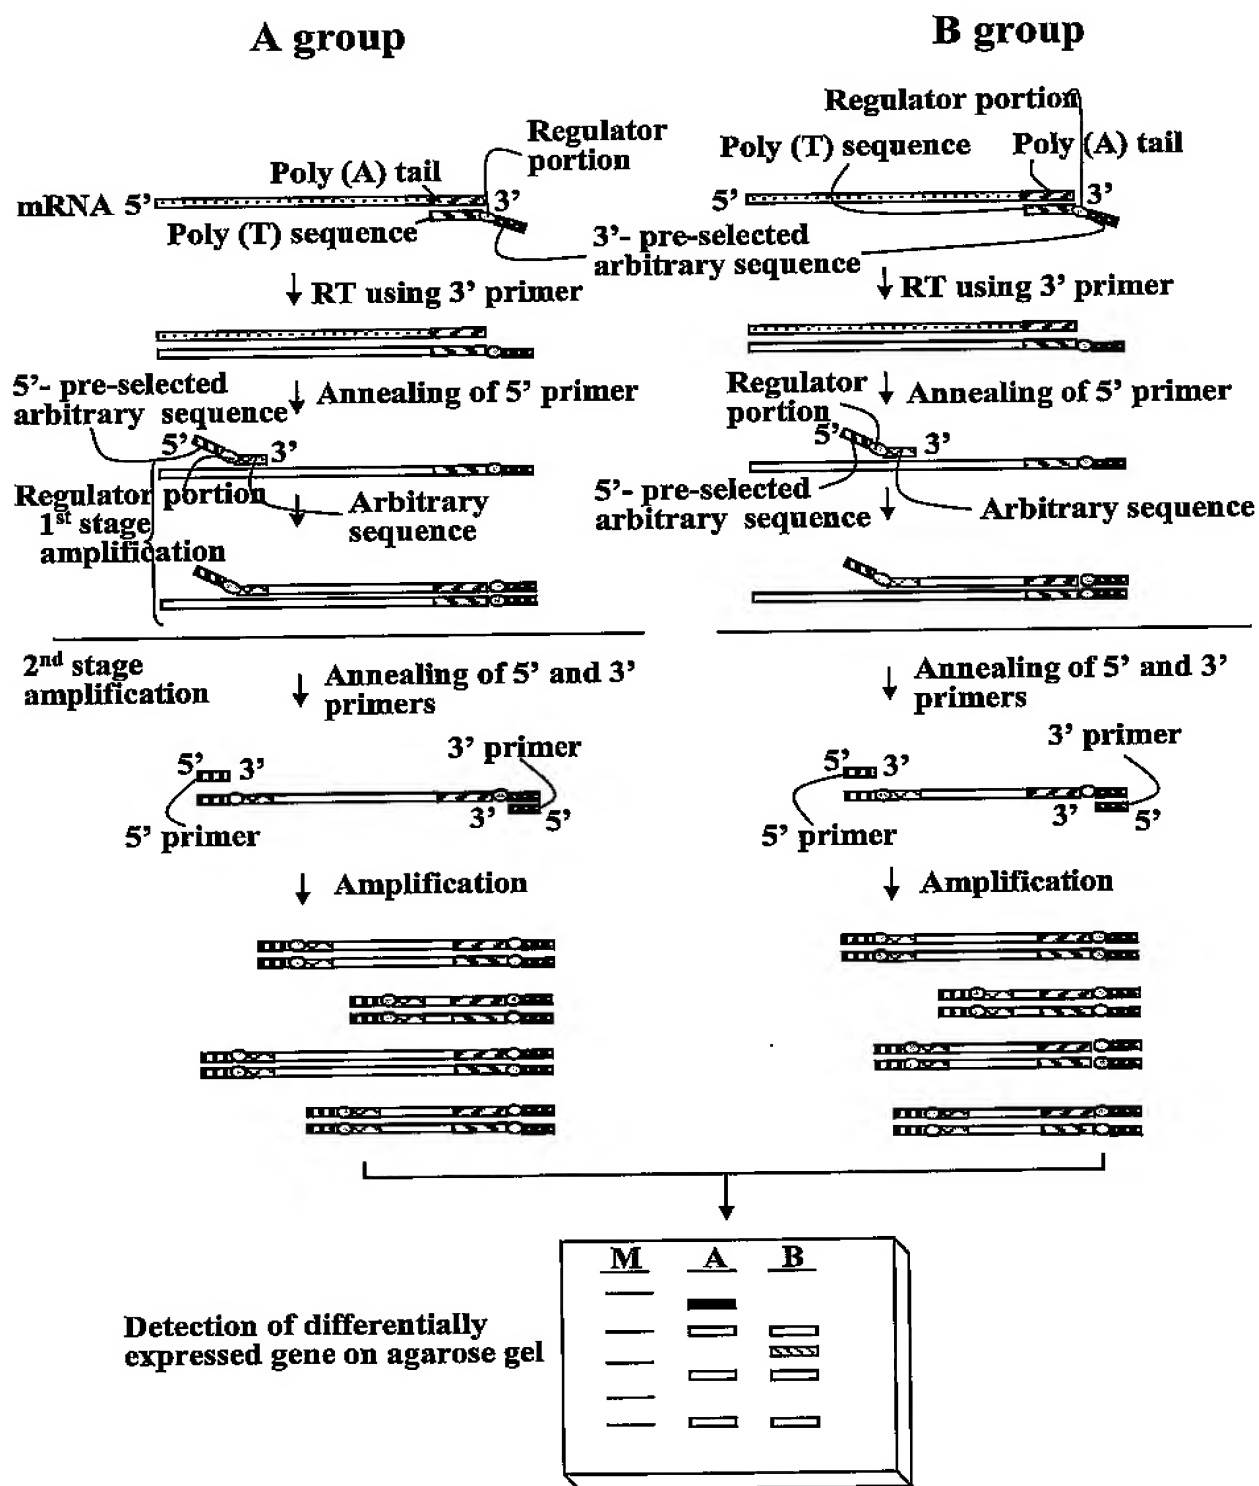 A group
B group
Regulator portion
Regulator
portion
Poly (T) sequence
Poly (A) tail
Poly (A) tail
mRNA 5’
3’
5’
3’
Poly (T) sequence
3’- pre-selected
arbitrary sequence
RT using 3’ primer
RT using 3’ primer
5’- pre-selected
arbitrary sequence
Annealing of 5’ primer
Regulator
portion
Annealing of 5’ primer
5’
3’
5’
3’
Regulator portion
1st stage
amplification
Arbitrary
sequence
5’- pre-selected
arbitrary sequence
Arbitrary sequence
2nd stage
amplification
Annealing of 5’ and 3’
primers
Annealing of 5’ and 3’
primers
3’ primer
3’ primer
5’
3’
5’
3’
3’
5’
3’
5’
5’ primer
5’ primer
Amplification
Amplification
M
A
B
Detection of differentially
expressed gene on agarose gel